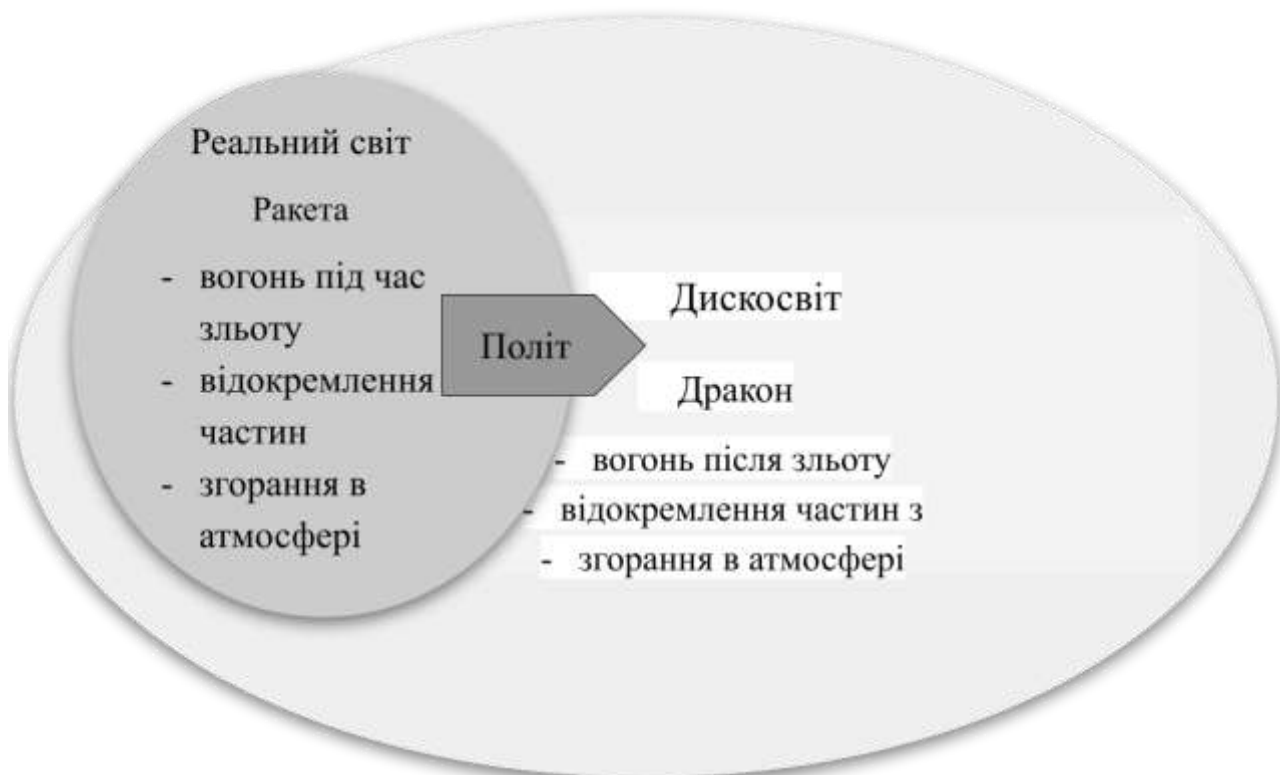 Реальний світ
Ракета
- вогонь під час
зльоту
- відокремлення
частин
- згорання в
атмосфері
Політ
Дискосвіт
Дракон
- вогонь після зльоту
- відокремлення частин з
- згорання в атмосфері